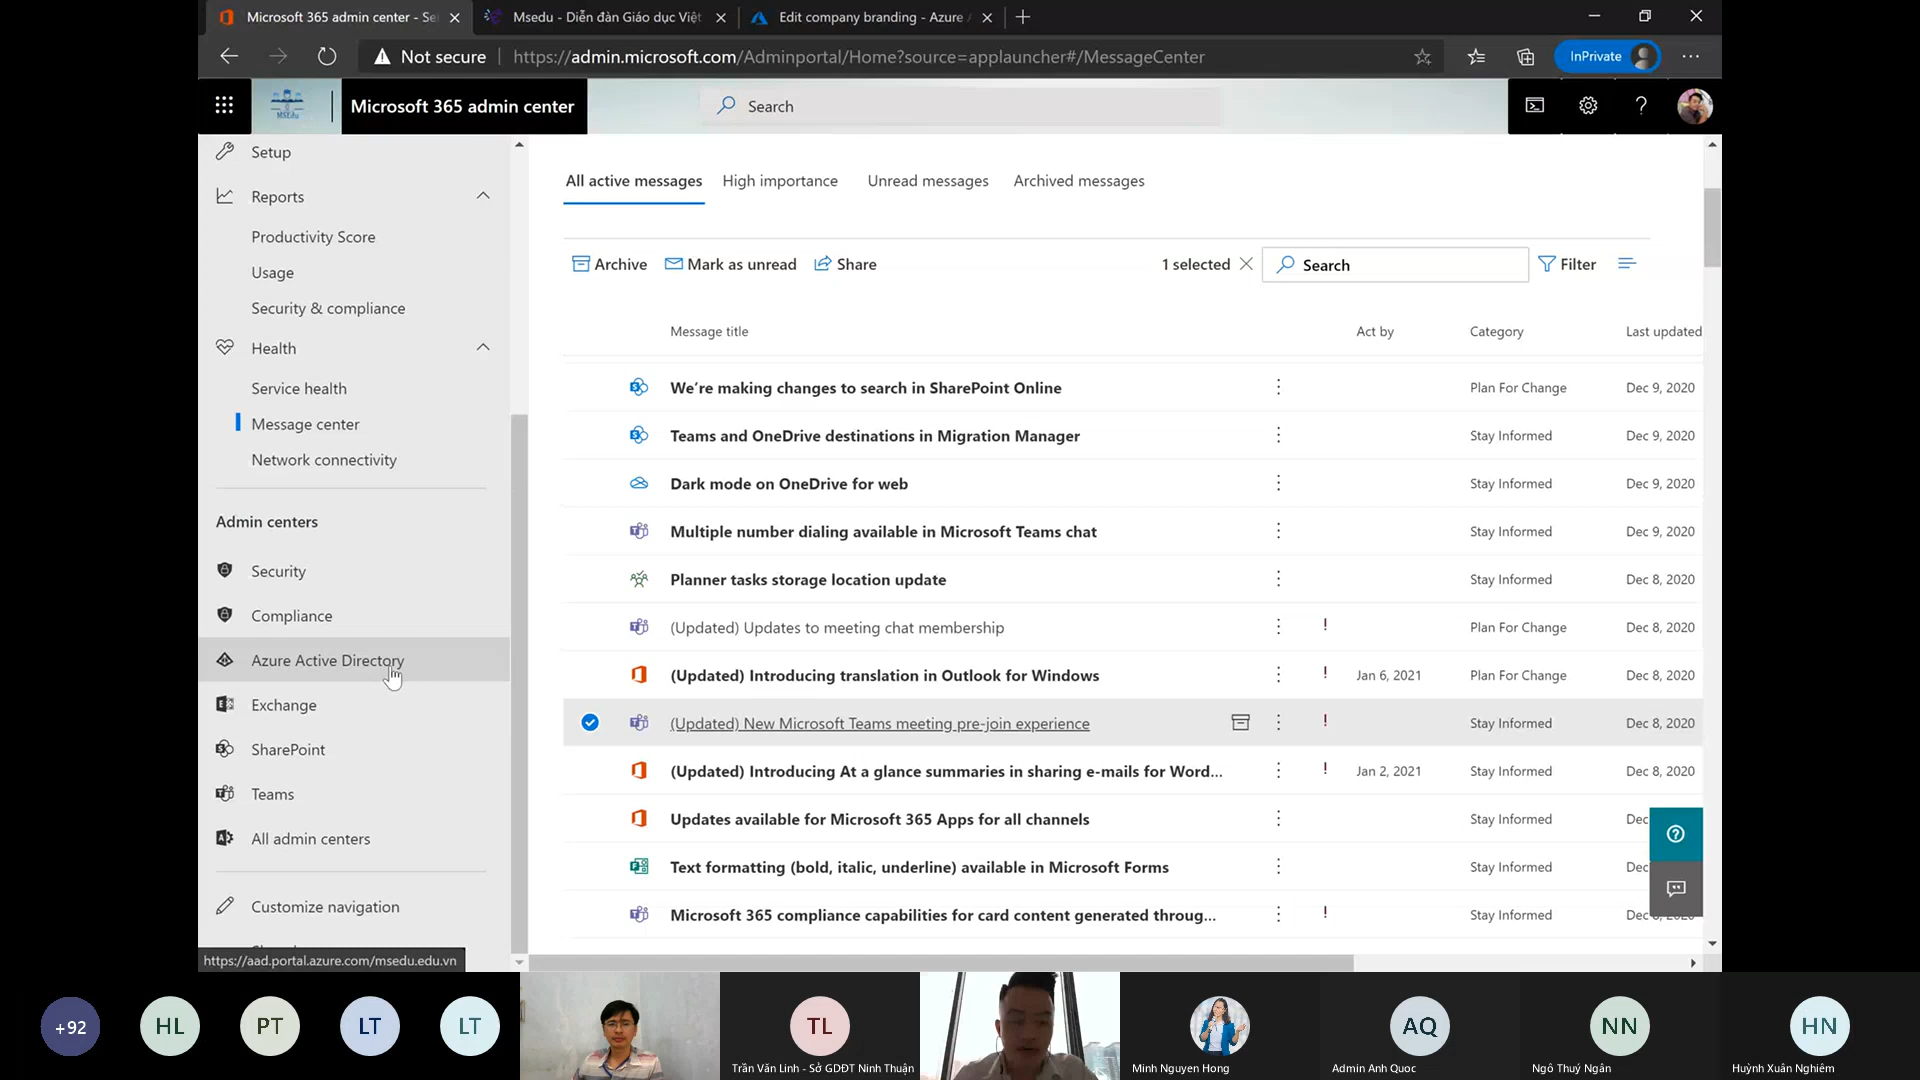 Microsoft 365 admin center - Se
Msedu - Diễn đàn Giáo dục Việt
Edit company branding - Azure A
Not secure
https://admin.microsoft.com/Adminportal/Home?source=applauncher#/MessageCenter
InPrivate
MSEdu
Microsoft 365 admin center
Search
Setup
Reports
Productivity Score
Usage
Security & compliance
Health
Service health
Message center
Network connectivity
Admin centers
Security
Compliance
Azure Active Directory
Exchange
SharePoint
Teams
All admin centers
Customize navigation
https://aad.portal.azure.com/msedu.edu.vn
All active messages High importance Unread messages Archived messages
Archive Mark as unread Share 1 selected Search Filter
Message title Act by Category Last updated
We’re making changes to search in SharePoint Online Plan For Change Dec 9, 2020
Teams and OneDrive destinations in Migration Manager Stay Informed Dec 9, 2020
Dark mode on OneDrive for web Stay Informed Dec 9, 2020
Multiple number dialing available in Microsoft Teams chat Stay Informed Dec 9, 2020
Planner tasks storage location update Stay Informed Dec 8, 2020
(Updated) Updates to meeting chat membership ! Plan For Change Dec 8, 2020
(Updated) Introducing translation in Outlook for Windows ! Jan 6, 2021 Plan For Change Dec 8, 2020
(Updated) New Microsoft Teams meeting pre-join experience ! Stay Informed Dec 8, 2020
(Updated) Introducing At a glance summaries in sharing e-mails for Word... ! Jan 2, 2021 Stay Informed Dec 8, 2020
Updates available for Microsoft 365 Apps for all channels Stay Informed Dec
Text formatting (bold, italic, underline) available in Microsoft Forms Stay Informed Dec
Microsoft 365 compliance capabilities for card content generated throug... ! Stay Informed Dec 8, 2020
+92 HL PT LT LT TL AQ NN HN
Trần Văn Linh - Sở GDĐT Ninh Thuận
Minh Nguyen Hong
Admin Anh Quoc
Ngô Thuý Ngân
Huỳnh Xuân Nghiêm